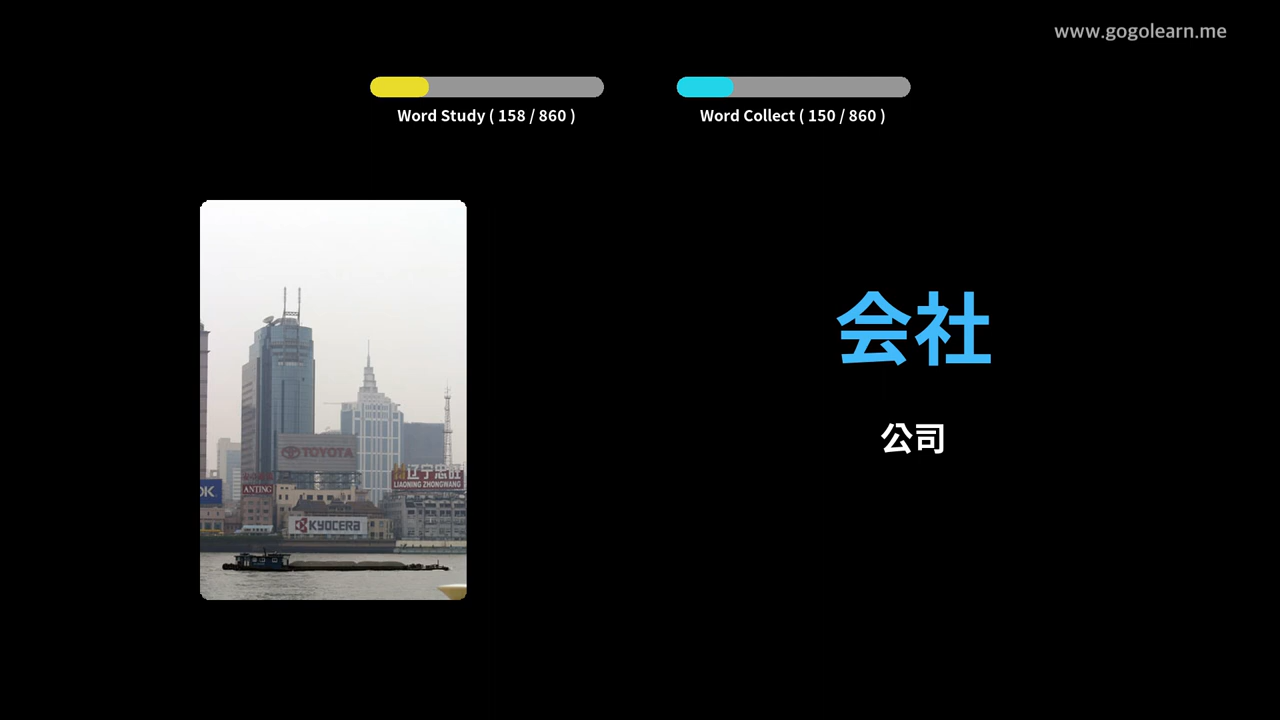 www.gogolearn.me
Word Study ( 158 / 860 )
Word Collect ( 150 / 860 )
会社
公司
TOYOTA
辽宁忠旺
LIAONING ZHONGWANG
ANTING
OK
KYOCERA